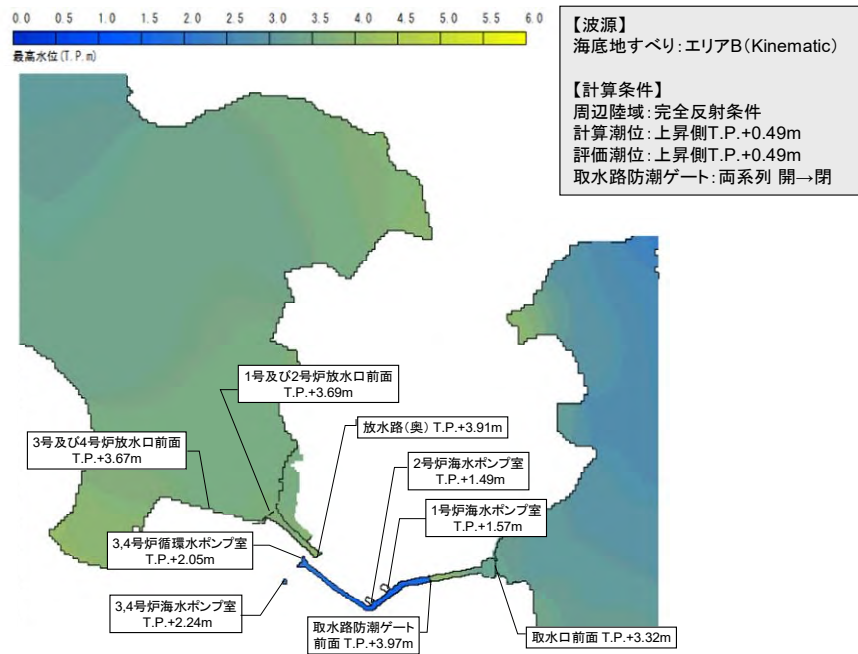 0.0 0.5 1.0 1.5 2.0 2.5 3.0 3.5 4.0 4.5 5.0 5.5 6.0
最高水位(T.P.m)
【波源】
海底地すべり:エリアB(Kinematic)
【計算条件】
周辺陸域:完全反射条件
計算潮位:上昇側T.P.+0.49m
評価潮位:上昇側T.P.+0.49m
取水路防潮ゲート:両系列 開→閉
1号及び2号炉放水口前面
T.P.+3.69m
放水路(奥) T.P.+3.91m
3号及び4号炉放水口前面
T.P.+3.67m
2号炉海水ポンプ室
T.P.+1.49m
1号炉海水ポンプ室
T.P.+1.57m
3,4号炉循環水ポンプ室
T.P.+2.05m
3,4号炉海水ポンプ室
T.P.+2.24m
取水路防潮ゲート
前面 T.P.+3.97m
取水口前面 T.P.+3.32m